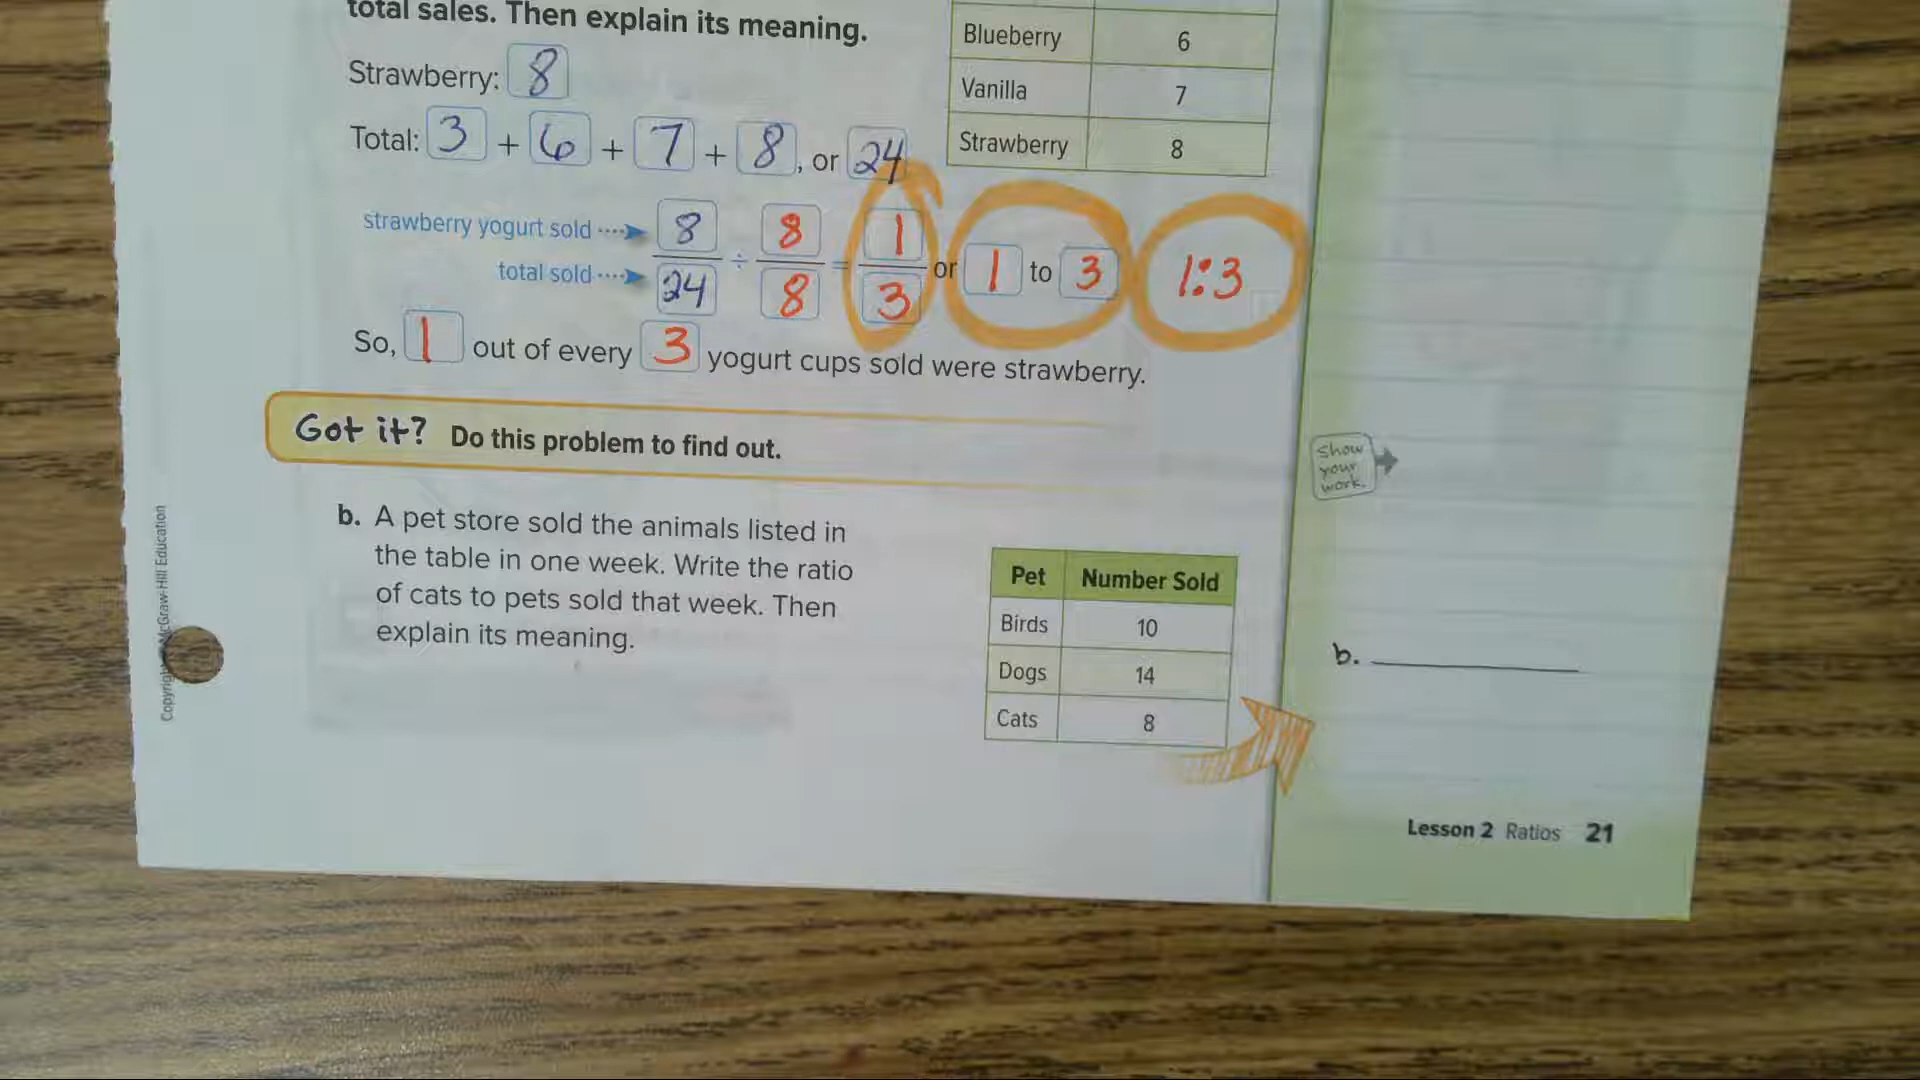 total sales. Then explain its meaning.
Strawberry: 8
Total: 3 + 6 + 7 + 8, or 24
Blueberry 6
Vanilla 7
Strawberry 8
strawberry yogurt sold 8 ÷ 8 = 1 or 1 to 3 1:3
total sold 24 8 3
So, 1 out of every 3 yogurt cups sold were strawberry.
Got it? Do this problem to find out.
show
your
work.
b. A pet store sold the animals listed in
the table in one week. Write the ratio
of cats to pets sold that week. Then
explain its meaning.
Pet Number Sold
Birds 10
Dogs 14
Cats 8
b.
Copyright McGraw-Hill Education
Lesson 2 Ratios 21